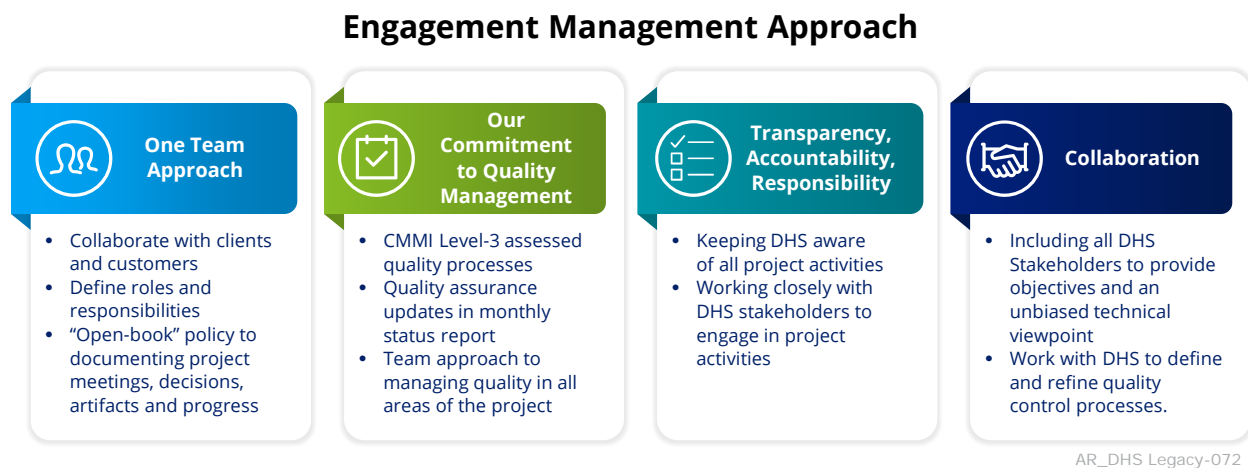 Engagement Management Approach
One Team
Approach
• Collaborate with clients
and customers
• Define roles and
responsibilities
• “Open-book” policy to
documenting project
meetings, decisions,
artifacts and progress
Our
Commitment
to Quality
Management
• CMMI Level-3 assessed
quality processes
• Quality assurance
updates in monthly
status report
• Team approach to
managing quality in all
areas of the project
Transparency,
Accountability,
Responsibility
• Keeping DHS aware
of all project activities
• Working closely with
DHS stakeholders to
engage in project
activities
Collaboration
• Including all DHS
Stakeholders to provide
objectives and an
unbiased technical
viewpoint
• Work with DHS to define
and refine quality
control processes.
AR_DHS Legacy-072